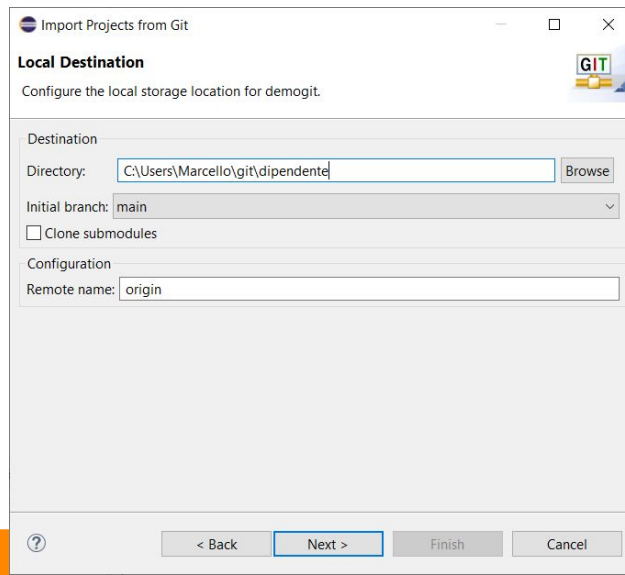 Import Projects from Git
Local Destination
Configure the local storage location for demogit.
GIT
Destination
Directory: C:\Users\Marcello\git\dipendente Browse
Initial branch: main
Clone submodules
Configuration
Remote name: origin
? < Back Next > Finish Cancel